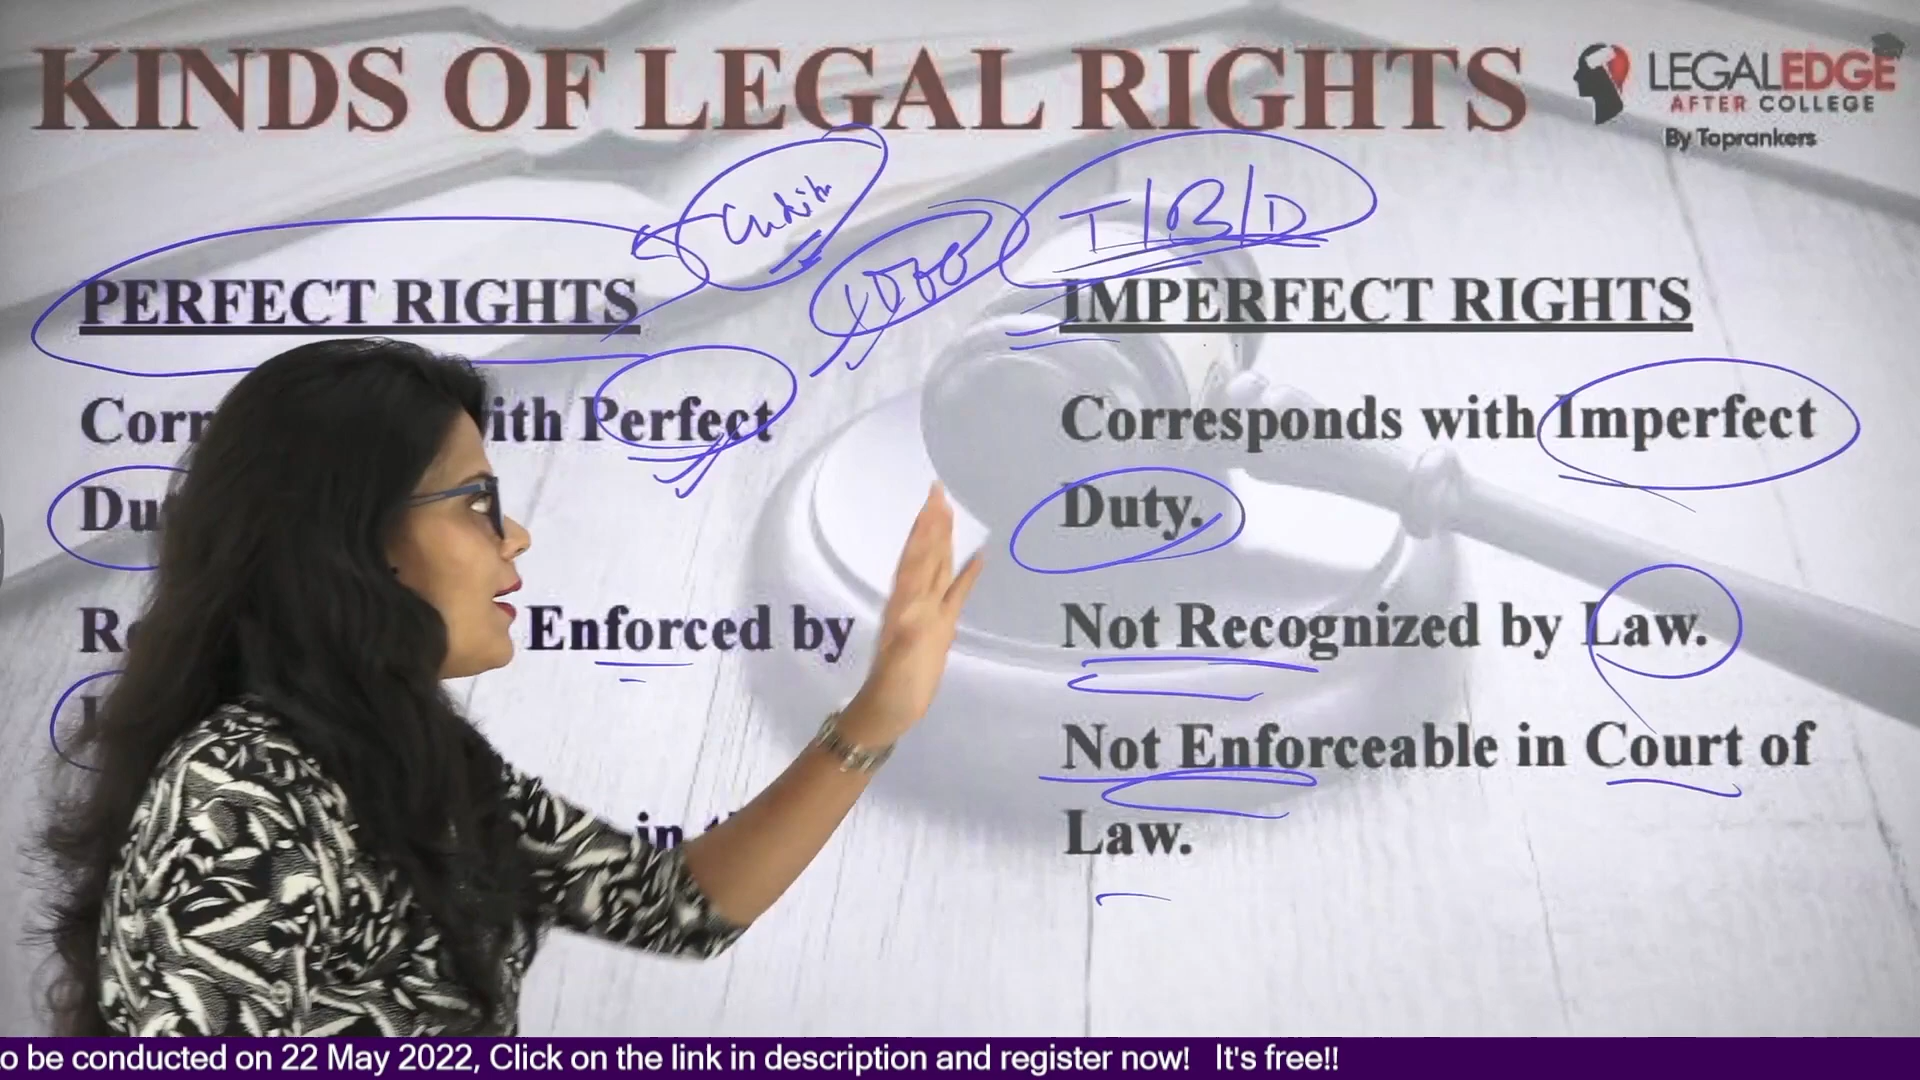 KINDS OF LEGAL RIGHTS
LEGALEDGE
AFTER COLLEGE
By Toprankers
T/B/D
1000
PERFECT RIGHTS
with Perfect
Enforced by
in
IMPERFECT RIGHTS
Corresponds with Imperfect
Duty.
Not Recognized by Law.
Not Enforceable in Court of
Law.
o be conducted on 22 May 2022, Click on the link in description and register now! It's free!!